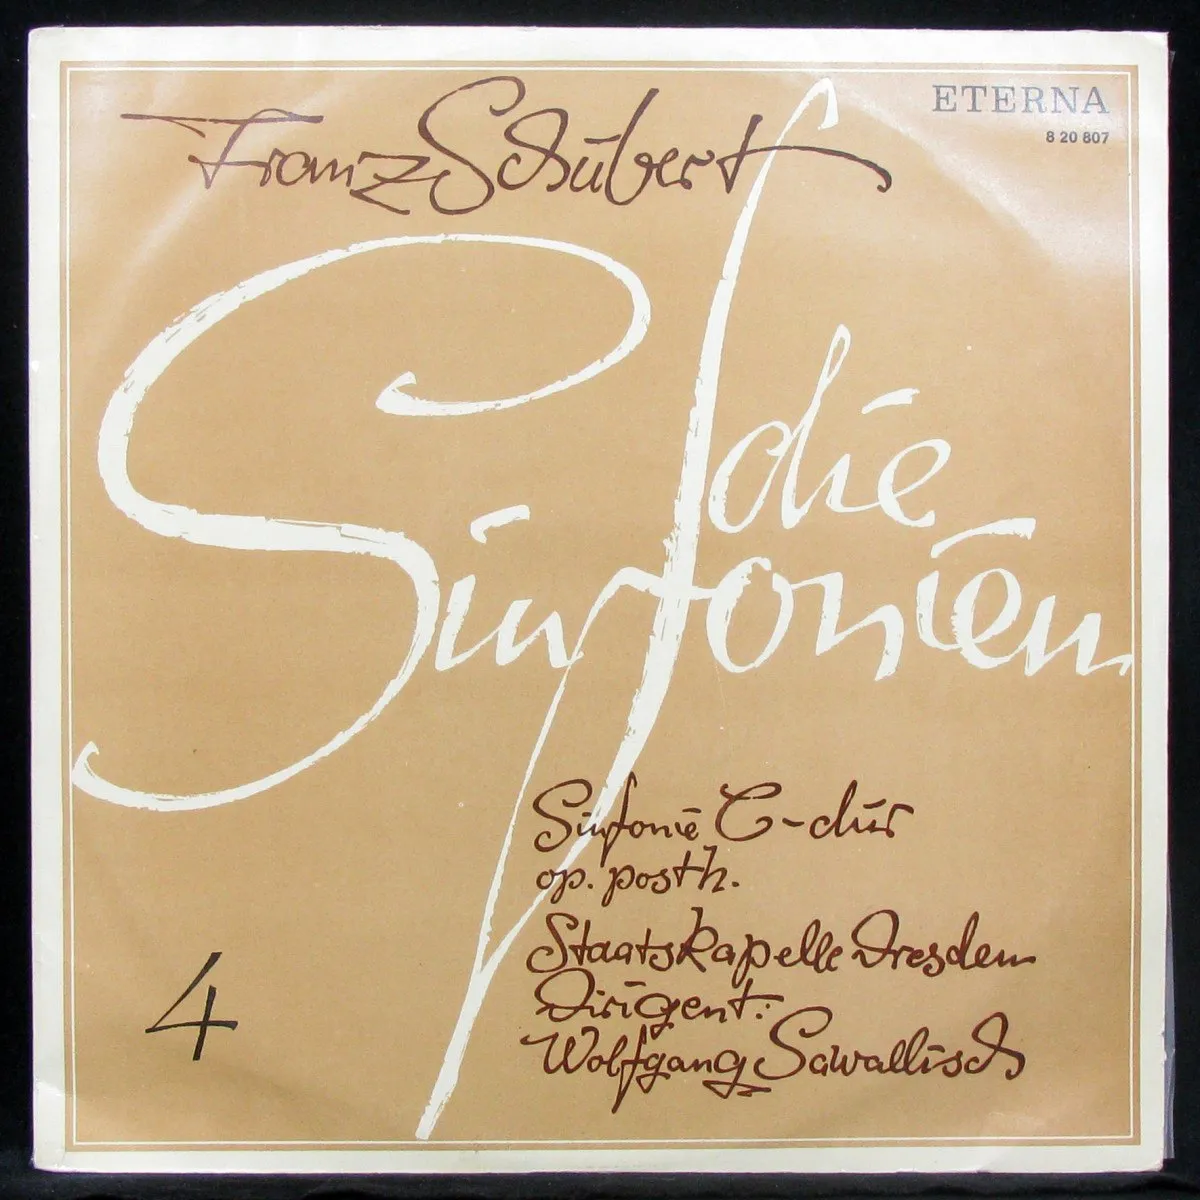 Franz Schubert
ETERNA
8 20 807
die
Sinfonien
Sinfonie C-dur
op. posth.
Staatskapelle Dresden
Dirigent:
Wolfgang Sawallisch
4